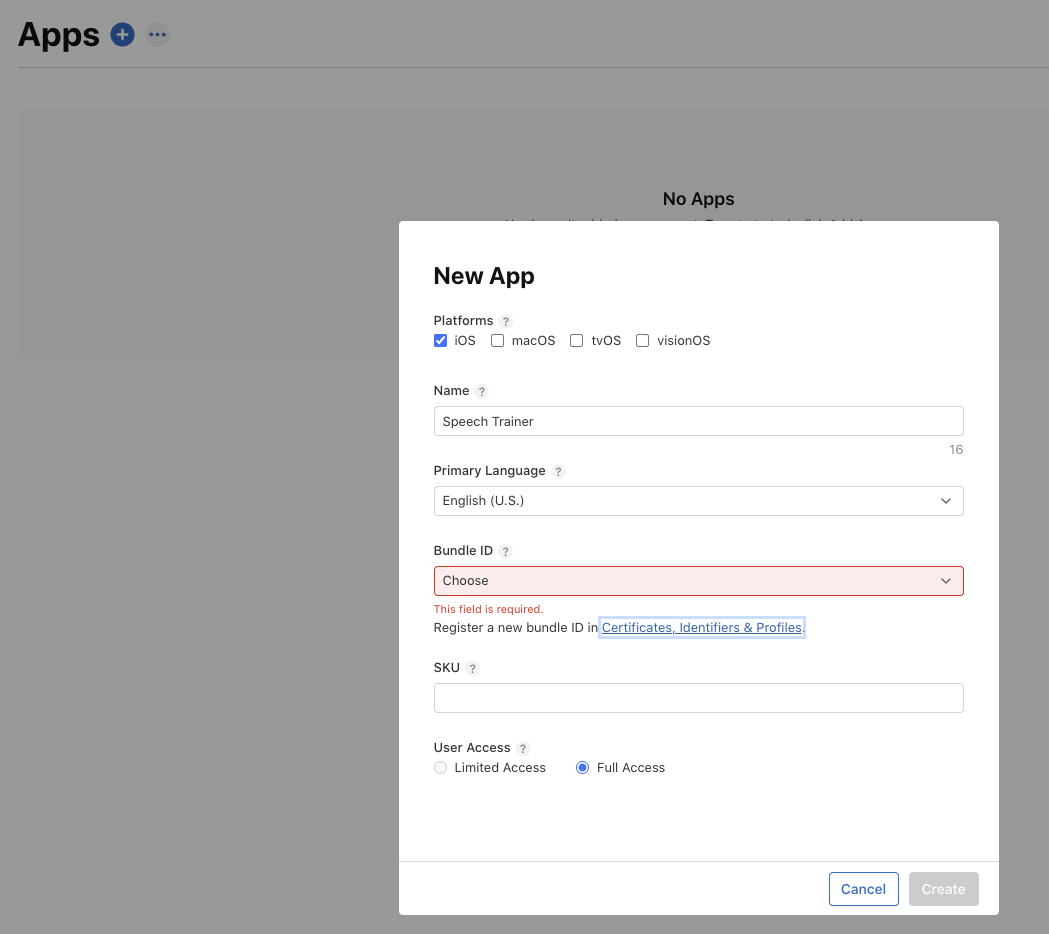 Apps
No Apps
New App
Platforms ?
iOS macOS tvOS visionOS
Name ?
Speech Trainer
16
Primary Language ?
English (U.S.)
Bundle ID ?
Choose
This field is required.
Register a new bundle ID in Certificates, Identifiers & Profiles.
SKU ?
User Access ?
Limited Access Full Access
Cancel Create